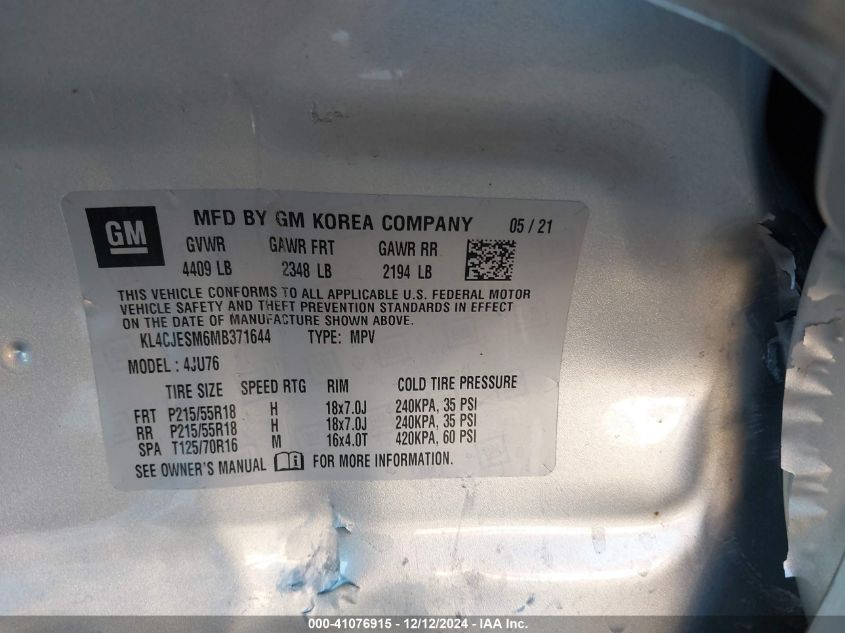 GM
MFD BY GM KOREA COMPANY 05 / 21
GVWR GAWR FRT GAWR RR
4409 LB 2348 LB 2194 LB
THIS VEHICLE CONFORMS TO ALL APPLICABLE U.S. FEDERAL MOTOR
VEHICLE SAFETY AND THEFT PREVENTION STANDARDS IN EFFECT
ON THE DATE OF MANUFACTURE SHOWN ABOVE.
KL4CJESM6MB371644 TYPE: MPV
MODEL : 4JU76
TIRE SIZE SPEED RTG RIM COLD TIRE PRESSURE
FRT P215/55R18 H 18x7.0J 240KPA, 35 PSI
RR P215/55R18 H 18x7.0J 240KPA, 35 PSI
SPA T125/70R16 M 16x4.0T 420KPA, 60 PSI
SEE OWNER'S MANUAL FOR MORE INFORMATION.
000-41076915 - 12/12/2024 - IAA Inc.